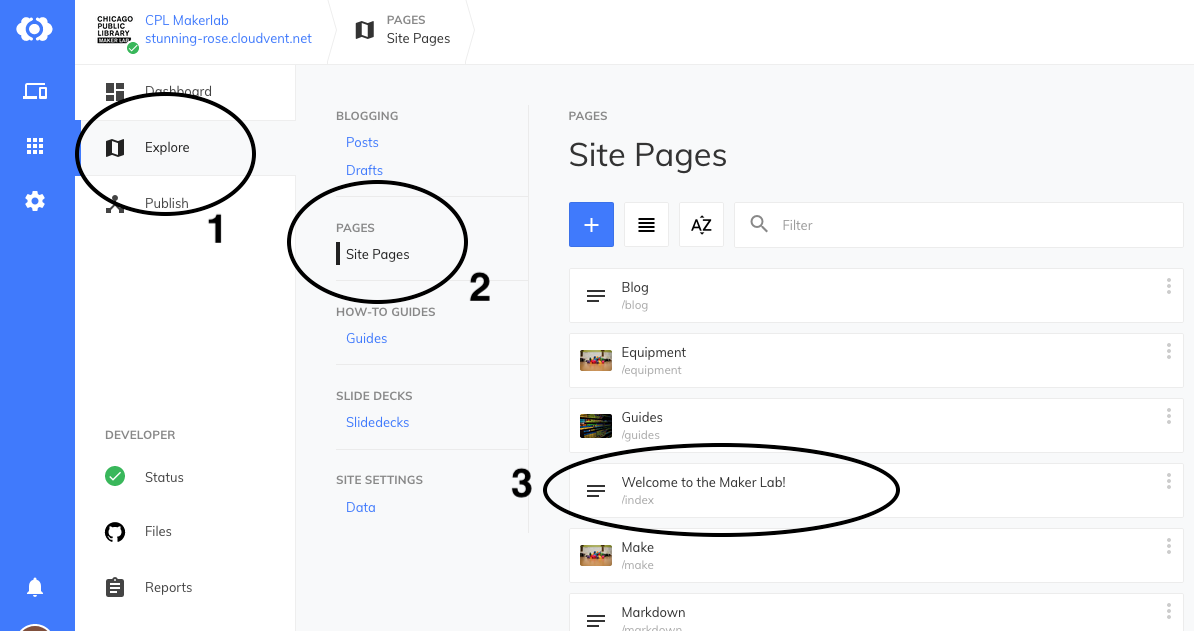 CHICAGO
PUBLIC
LIBRARY
MAKER LAB
CPL Makerlab
stunning-rose.cloudvent.net
PAGES
Site Pages
Dashboard
Explore
Publish
1
DEVELOPER
Status
Files
Reports
BLOGGING
Posts
Drafts
PAGES
Site Pages
2
HOW-TO GUIDES
Guides
SLIDE DECKS
Slidedecks
SITE SETTINGS
Data
PAGES
Site Pages
+
AZ
Filter
Blog
/blog
Equipment
/equipment
Guides
/guides
3
Welcome to the Maker Lab!
/index
Make
/make
Markdown
/markdown